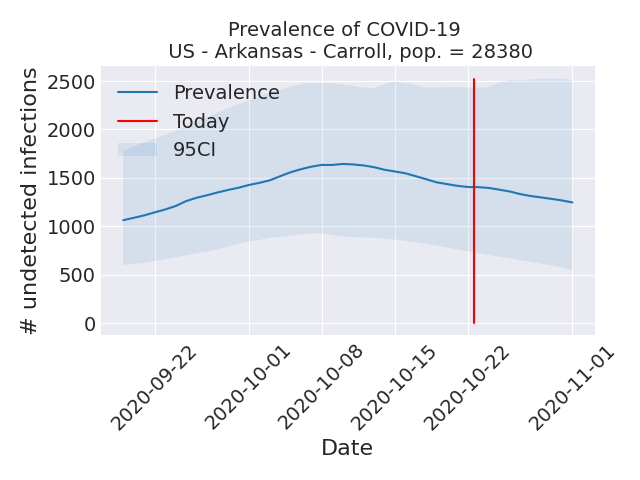 Prevalence of COVID-19
US - Arkansas - Carroll, pop. = 28380
# undetected infections
2500
2000
1500
1000
500
0
Prevalence
Today
95CI
2020-09-22
2020-10-01
2020-10-08
2020-10-15
2020-10-22
2020-11-01
Date